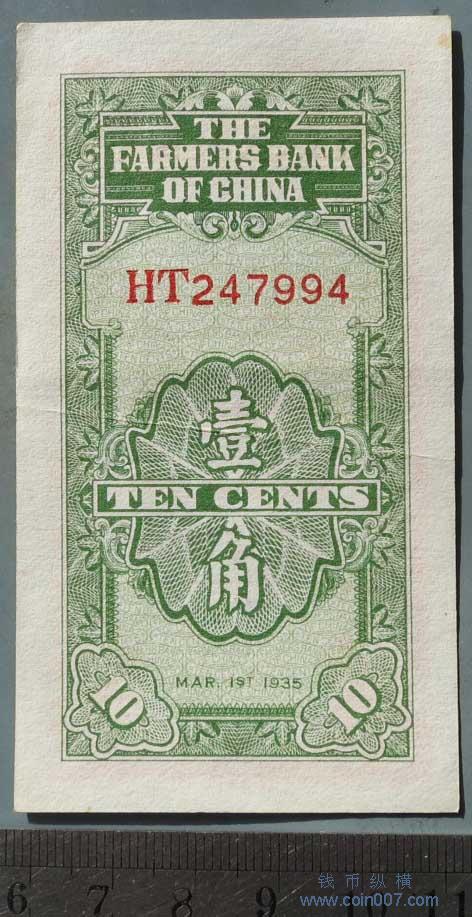 THE
FARMERS BANK
OF CHINA
HT247994
壹
TEN CENTS
角
MAR. 1ST 1935
10 10
6 7 8 9 10 11
钱币纵横
www.coin007.com